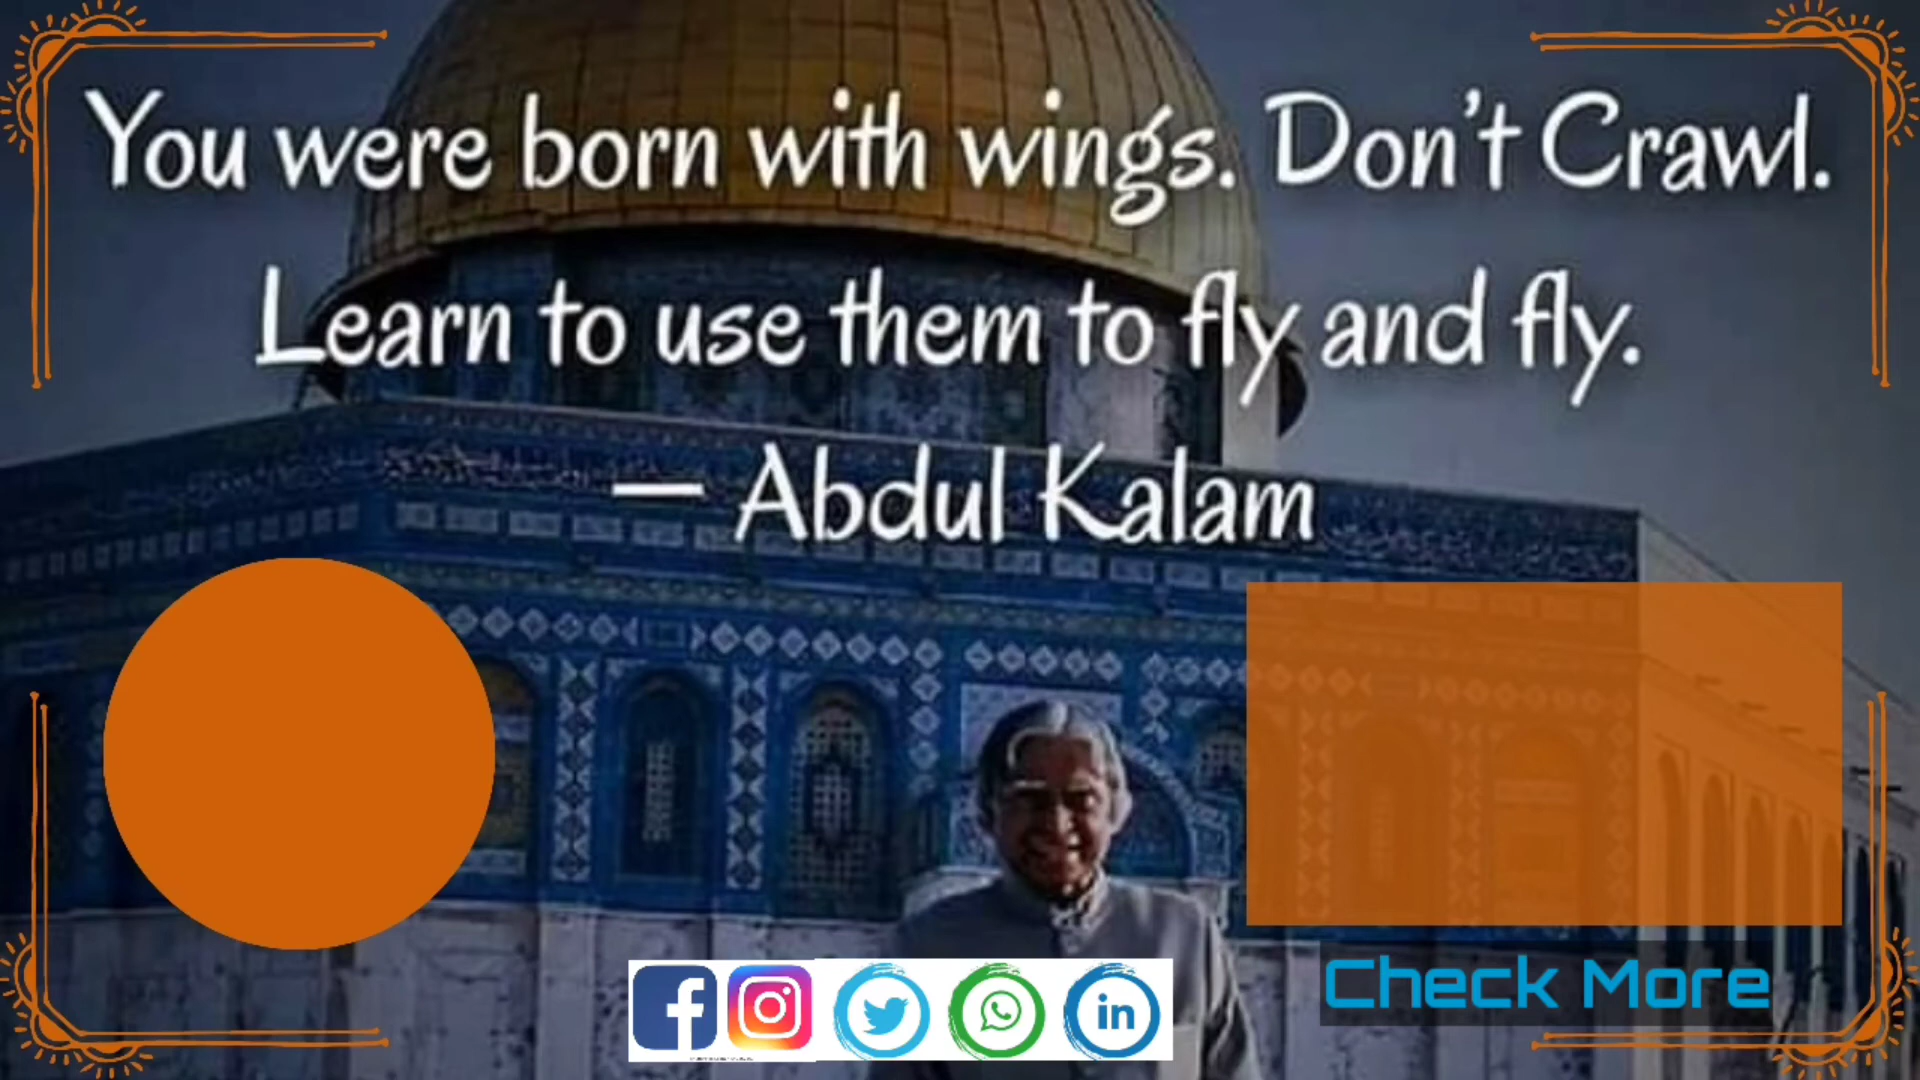 You were born with wings. Don't Crawl.
Learn to use them to fly and fly.
— Abdul Kalam
in
Check More